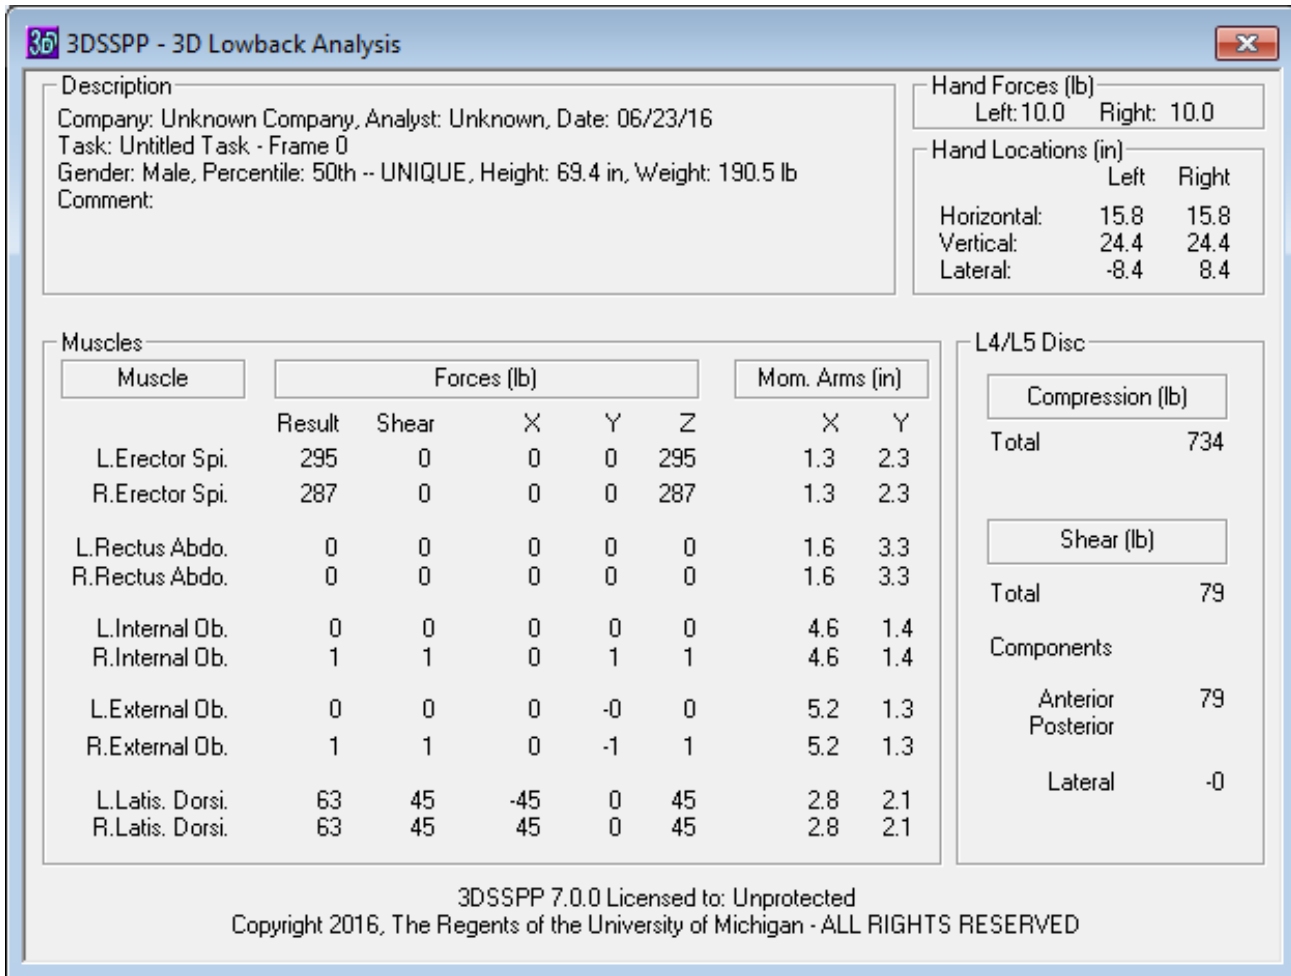 3D 3DSSPP - 3D Lowback Analysis
Description
Company: Unknown Company, Analyst: Unknown, Date: 06/23/16
Task: Untitled Task - Frame 0
Gender: Male, Percentile: 50th -- UNIQUE, Height: 69.4 in, Weight: 190.5 lb
Comment:
Hand Forces (lb)
Left: 10.0 Right: 10.0
Hand Locations (in)
Left Right
Horizontal: 15.8 15.8
Vertical: 24.4 24.4
Lateral: -8.4 8.4
Muscles
Muscle Forces (lb) Mom. Arms (in)
Result Shear X Y Z X Y
L.Erector Spi. 295 0 0 0 295 1.3 2.3
R.Erector Spi. 287 0 0 0 287 1.3 2.3
L.Rectus Abdo. 0 0 0 0 0 1.6 3.3
R.Rectus Abdo. 0 0 0 0 0 1.6 3.3
L.Internal Ob. 0 0 0 0 0 4.6 1.4
R.Internal Ob. 1 1 0 1 1 4.6 1.4
L.External Ob. 0 0 0 -0 0 5.2 1.3
R.External Ob. 1 1 0 -1 1 5.2 1.3
L.Latis. Dorsi. 63 45 -45 0 45 2.8 2.1
R.Latis. Dorsi. 63 45 45 0 45 2.8 2.1
L4/L5 Disc
Compression (lb)
Total 734
Shear (lb)
Total 79
Components
Anterior 79
Posterior
Lateral -0
3DSSPP 7.0.0 Licensed to: Unprotected
Copyright 2016, The Regents of the University of Michigan - ALL RIGHTS RESERVED